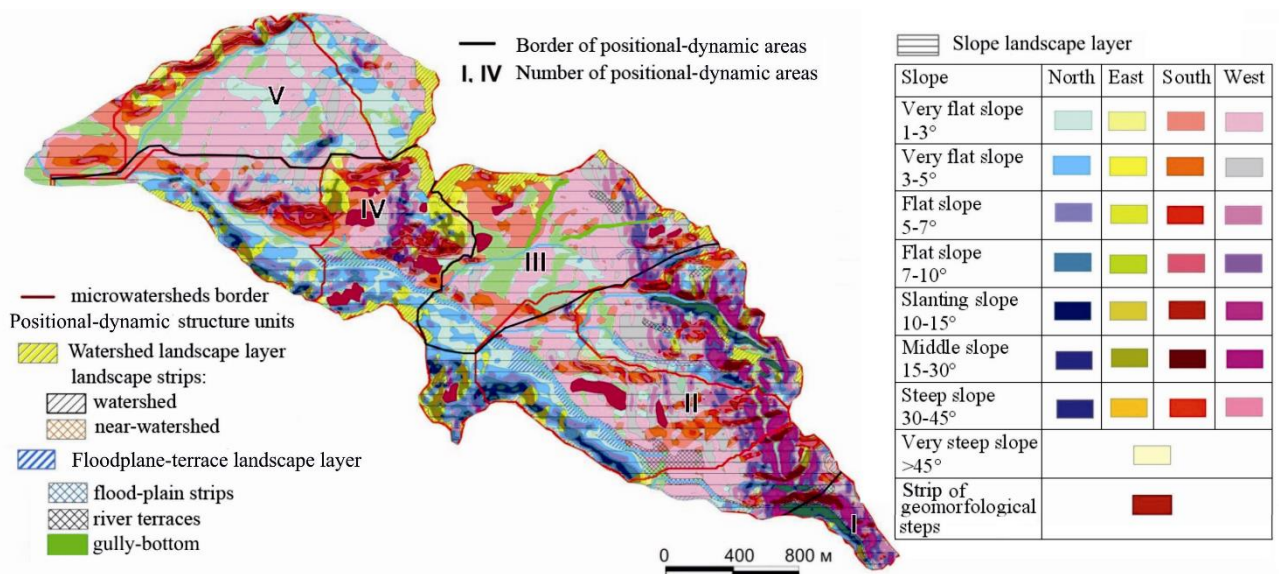 Border of positional-dynamic areas
I, IV Number of positional-dynamic areas
V
IV
III
II
I
microwatersheds border
Positional-dynamic structure units
Watershed landscape layer
landscape strips:
watershed
near-watershed
Floodplane-terrace landscape layer
flood-plain strips
river terraces
gully-bottom
0 400 800 м
Slope landscape layer
Slope North East South West
Very flat slope
1-3°
Very flat slope
3-5°
Flat slope
5-7°
Flat slope
7-10°
Slanting slope
10-15°
Middle slope
15-30°
Steep slope
30-45°
Very steep slope
>45°
Strip of
geomorfological
steps